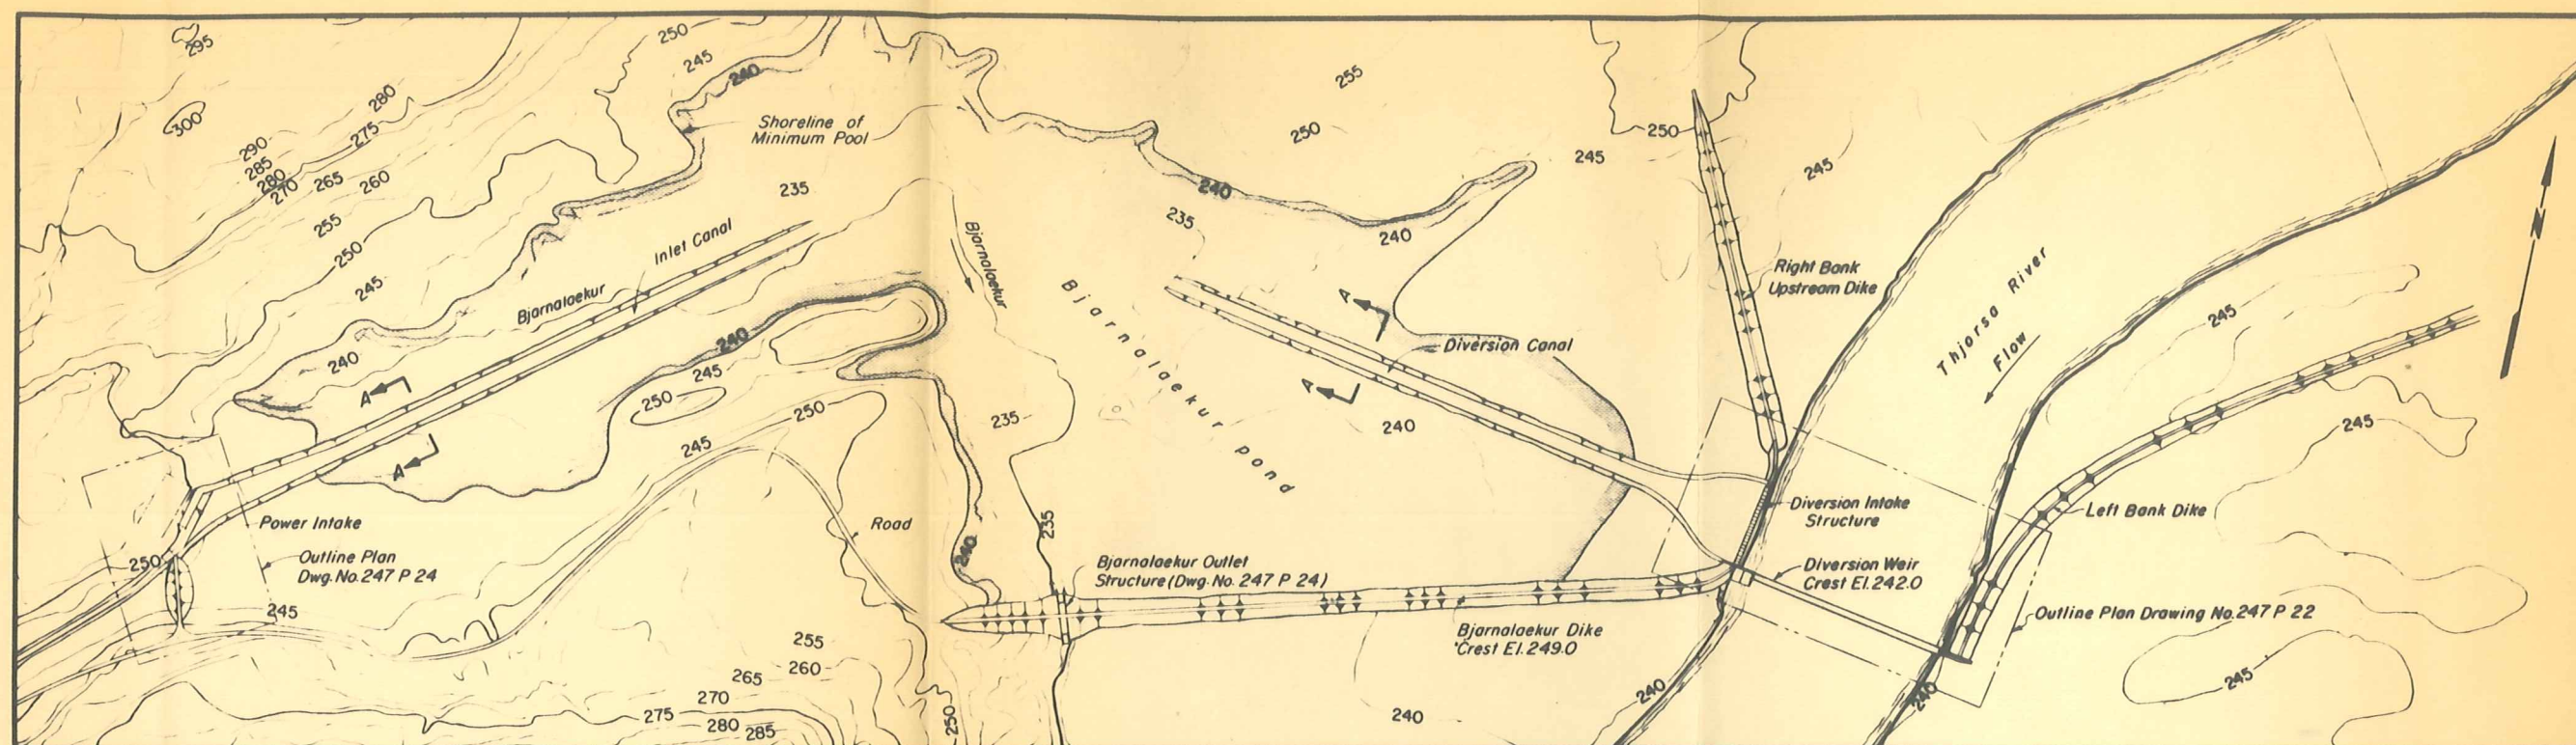 295
250
245
240
280
300
275
290
285
280
270
265
260
255
250
245
240
Shoreline of
Minimum Pool
235
Inlet Canal
Bjarnalaekur
Bjarnalaekur
235
240
255
250
245
250
245
240
Right Bank
Upstream Dike
Thjorsa River
Flow
N
245
245
Bjarnalaekur pond
A
A
Diversion Canal
240
235
240
245
250
250
245
A
A
Power Intake
Outline Plan
Dwg. No. 247 P 24
250
245
Road
240
235
Bjarnalaekur Outlet
Structure (Dwg. No. 247 P 24)
Diversion Intake
Structure
Left Bank Dike
Diversion Weir
Crest El. 242.0
Outline Plan Drawing No. 247 P 22
Bjarnalaekur Dike
Crest El. 249.0
255
260
265
270
275
280
285
250
240
240
240
245